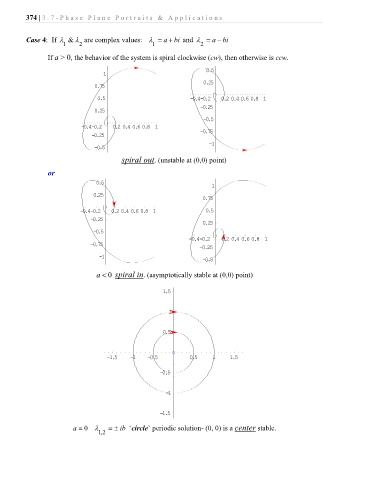 374 | 3.7-Phase Plane Portraits & Applications
Case 4: If λ1 & λ2 are complex values: λ1 = a + bi and λ2 = a − bi
If a > 0, the behavior of the system is spiral clockwise (cw), then otherwise is ccw.
1
0.75
0.5
0.25
-0.4-0.2 0.2 0.4 0.6 0.8 1
-0.25
-0.5
0.5
0.25
-0.4-0.2 0.2 0.4 0.6 0.8 1
-0.25
-0.5
-0.75
-1
spiral out. (unstable at (0,0) point)
or
0.5
0.25
-0.4-0.2 0.2 0.4 0.6 0.8 1
-0.25
-0.5
-0.75
-1
1
0.75
0.5
0.25
-0.4-0.2 0.2 0.4 0.6 0.8 1
-0.25
-0.5
a < 0 spiral in. (asymptotically stable at (0,0) point)
1.5
1
0.5
-1.5 -1 -0.5 0 0.5 1 1.5
-0.5
-1
-1.5
a = 0 λ1,2 = ± ib "circle" periodic solution- (0, 0) is a center stable.